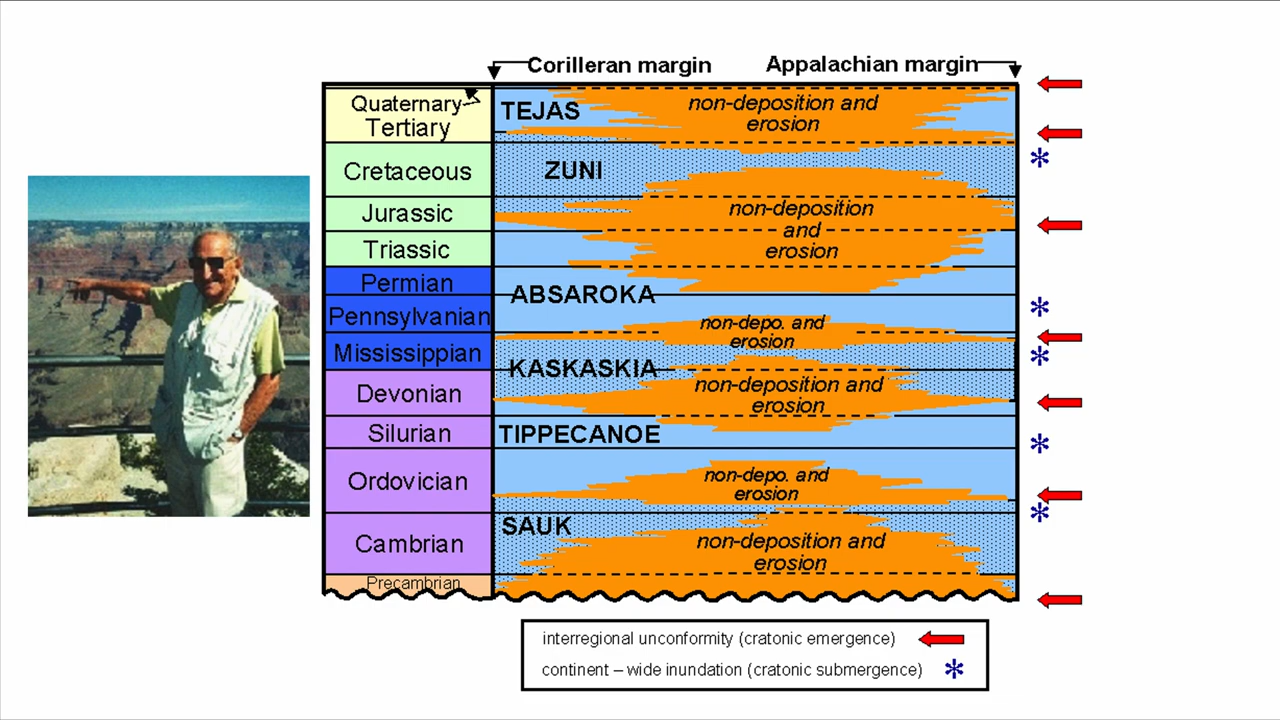 Corilleran margin
Appalachian margin
Quaternary
Tertiary
TEJAS
non-deposition and
erosion
Cretaceous
ZUNI
Jurassic
non-deposition
and
erosion
Triassic
Permian
ABSAROKA
Pennsylvanian
non-depo. and
erosion
Mississippian
KASKASKIA
Devonian
non-deposition and
erosion
Silurian
TIPPECANOE
Ordovician
non-depo. and
erosion
SAUK
Cambrian
non-deposition and
erosion
Precambrian
interregional unconformity (cratonic emergence)
continent – wide inundation (cratonic submergence)